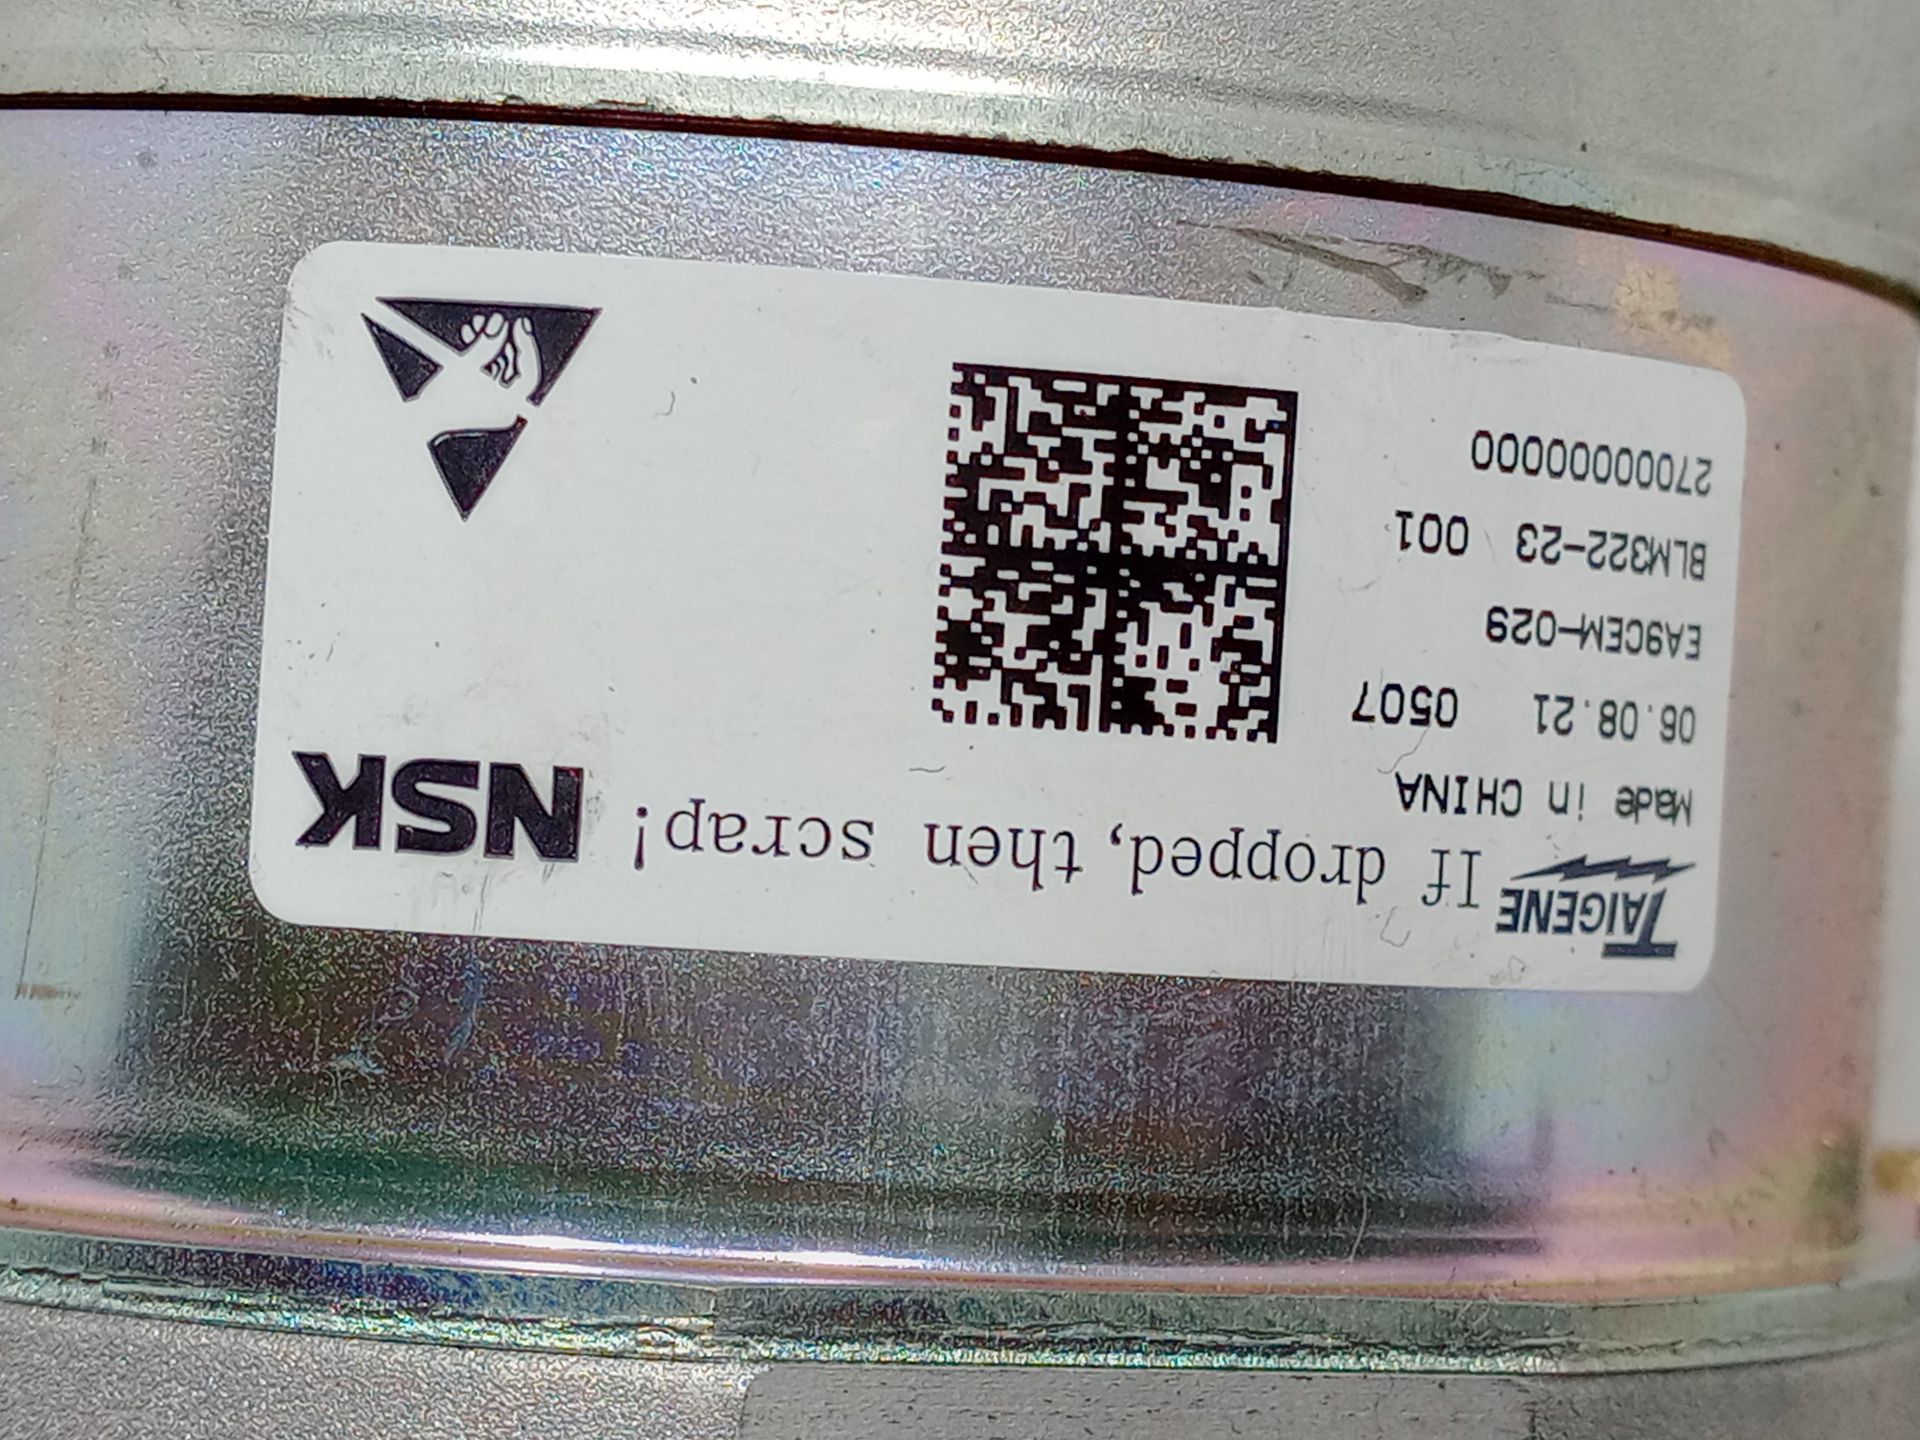 TAIGENE If dropped, then scrap! NSK
Made in CHINA
06.08.21 0507
EA9CEM-029
BLM322-23 001
2700000000